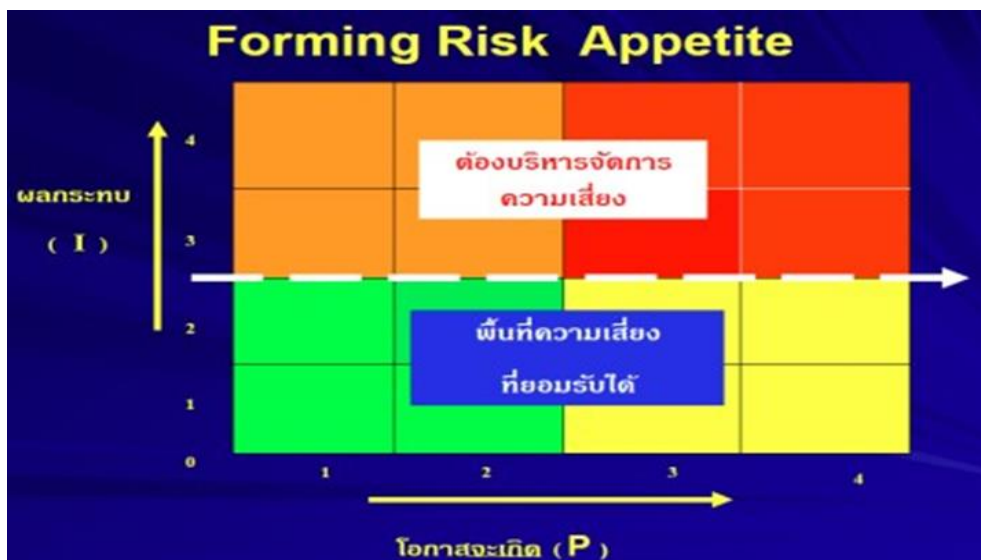 Forming Risk Appetite
4
ต้องบริหารจัดการ
ความเสี่ยง
ผลกระทบ
( I )
3
2
พื้นที่ความเสี่ยง
ที่ยอมรับได้
1
0
1
2
3
4
โอกาสจะเกิด ( P )